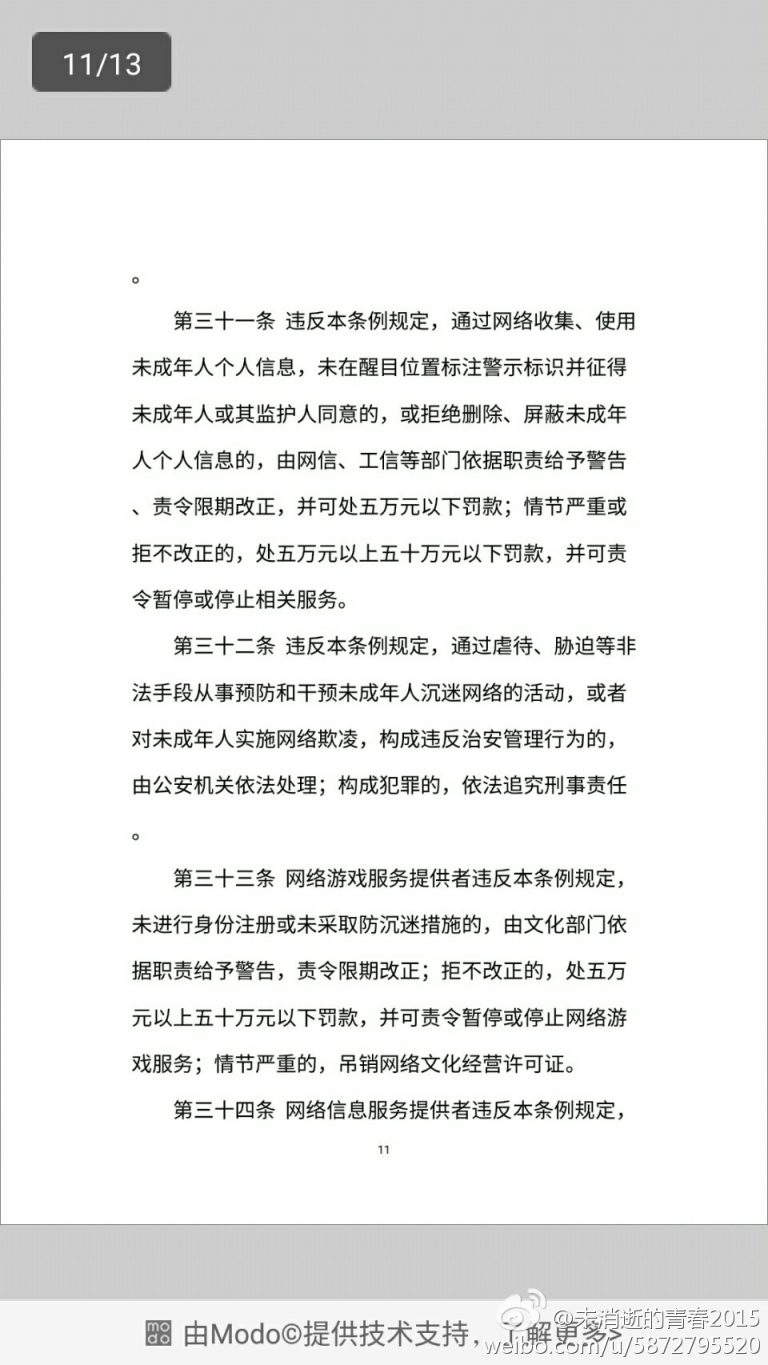 11/13
。
第三十一条 违反本条例规定，通过网络收集、使用
未成年人个人信息，未在醒目位置标注警示标识并征得
未成年人或其监护人同意的，或拒绝删除、屏蔽未成年
人个人信息的，由网信、工信等部门依据职责给予警告
、责令限期改正，并可处五万元以下罚款；情节严重或
拒不改正的，处五万元以上五十万元以下罚款，并可责
令暂停或停止相关服务。
第三十二条 违反本条例规定，通过虐待、胁迫等非
法手段从事预防和干预未成年人沉迷网络的活动，或者
对未成年人实施网络欺凌，构成违反治安管理行为的，
由公安机关依法处理；构成犯罪的，依法追究刑事责任
。
第三十三条 网络游戏服务提供者违反本条例规定，
未进行身份注册或未采取防沉迷措施的，由文化部门依
据职责给予警告，责令限期改正；拒不改正的，处五万
元以上五十万元以下罚款，并可责令暂停或停止网络游
戏服务；情节严重的，吊销网络文化经营许可证。
第三十四条 网络信息服务提供者违反本条例规定，
11
modo 由Modo©提供技术支持，了解更多>
@未消逝的青春2015
weibo.com/u/5872795520